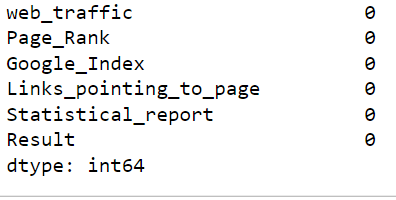 web_traffic 0
Page_Rank 0
Google_Index 0
Links_pointing_to_page 0
Statistical_report 0
Result 0
dtype: int64